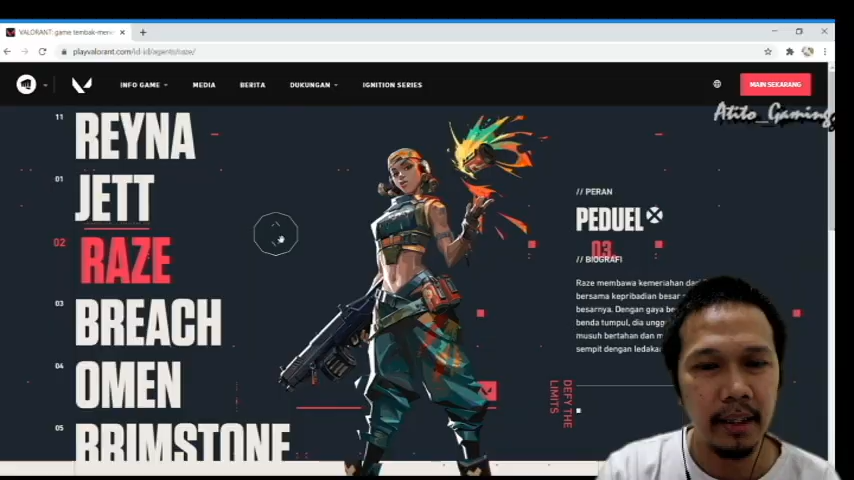 VALORANT: game tembak-men
playvalorant.com/id-id/agents/raze/
INFO GAME
MEDIA
BERITA
DUKUNGAN
IGNITION SERIES
MAIN SEKARANG
Atito_Gaming
11
REYNA
01
JETT
02
RAZE
03
BREACH
04
OMEN
05
BRIMSTONE
// PERAN
PEDUEL
03
// BIOGRAFI
Raze membawa kemeriahan dari
bersama kepribadian besar
besarnya. Dengan gaya
benda tumpul, dia
musuh bertahan dan
sempit dengan
DEFY THE
LIMITS